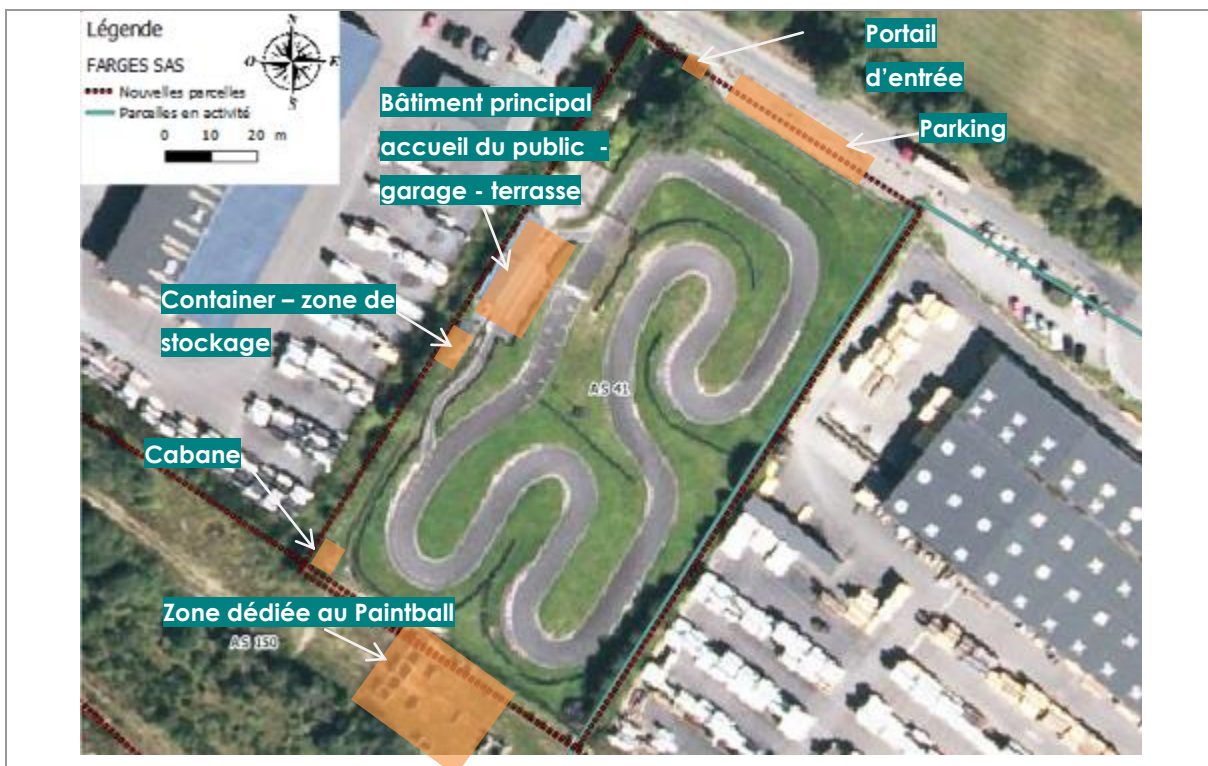 Légende
FARGES SAS
Nouvelles parcelles
Parcelles en activité
0 10 20 m
N
O E
S
Portail
d'entrée
Parking
Bâtiment principal
accueil du public -
garage - terrasse
Container – zone de
stockage
AS 41
Cabane
Zone dédiée au Paintball
AS 150